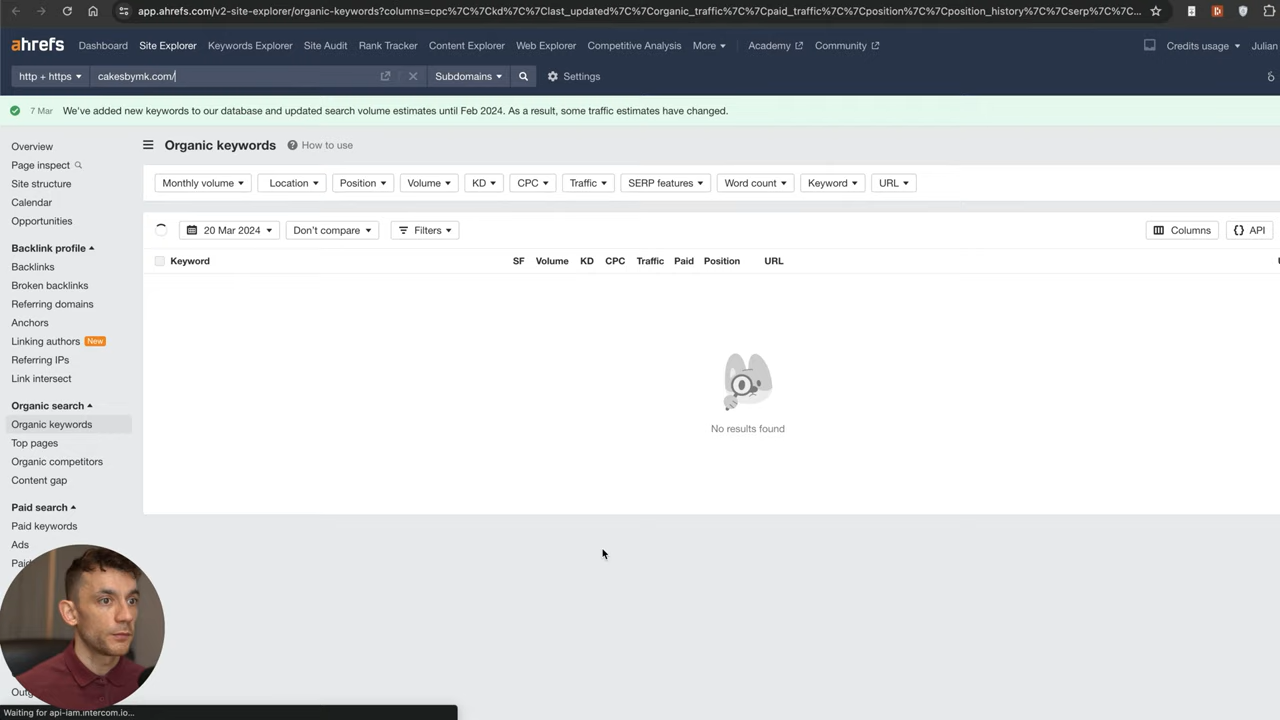 app.ahrefs.com/v2-site-explorer/organic-keywords?columns=cpc%7C%7Ckd%7C%7Clast_updated%7C%7Corganic_traffic%7C%7Cpaid_traffic%7C%7Cposition%7C%7Cposition_history%7C%7Cserp%7C%7C...
ahrefs Dashboard Site Explorer Keywords Explorer Site Audit Rank Tracker Content Explorer Web Explorer Competitive Analysis More Academy Community Credits usage Julian
http + https cakesbymk.com/ Subdomains Settings
7 Mar We've added new keywords to our database and updated search volume estimates until Feb 2024. As a result, some traffic estimates have changed.
Overview
Page inspect
Site structure
Calendar
Opportunities
Backlink profile
Backlinks
Broken backlinks
Referring domains
Anchors
Linking authors New
Referring IPs
Link intersect
Organic search
Organic keywords
Top pages
Organic competitors
Content gap
Paid search
Paid keywords
Ads
Organic keywords How to use
Monthly volume Location Position Volume KD CPC Traffic SERP features Word count Keyword URL
20 Mar 2024 Don't compare Filters Columns API
Keyword SF Volume KD CPC Traffic Paid Position URL
No results found
Waiting for api-iam.intercom.io...